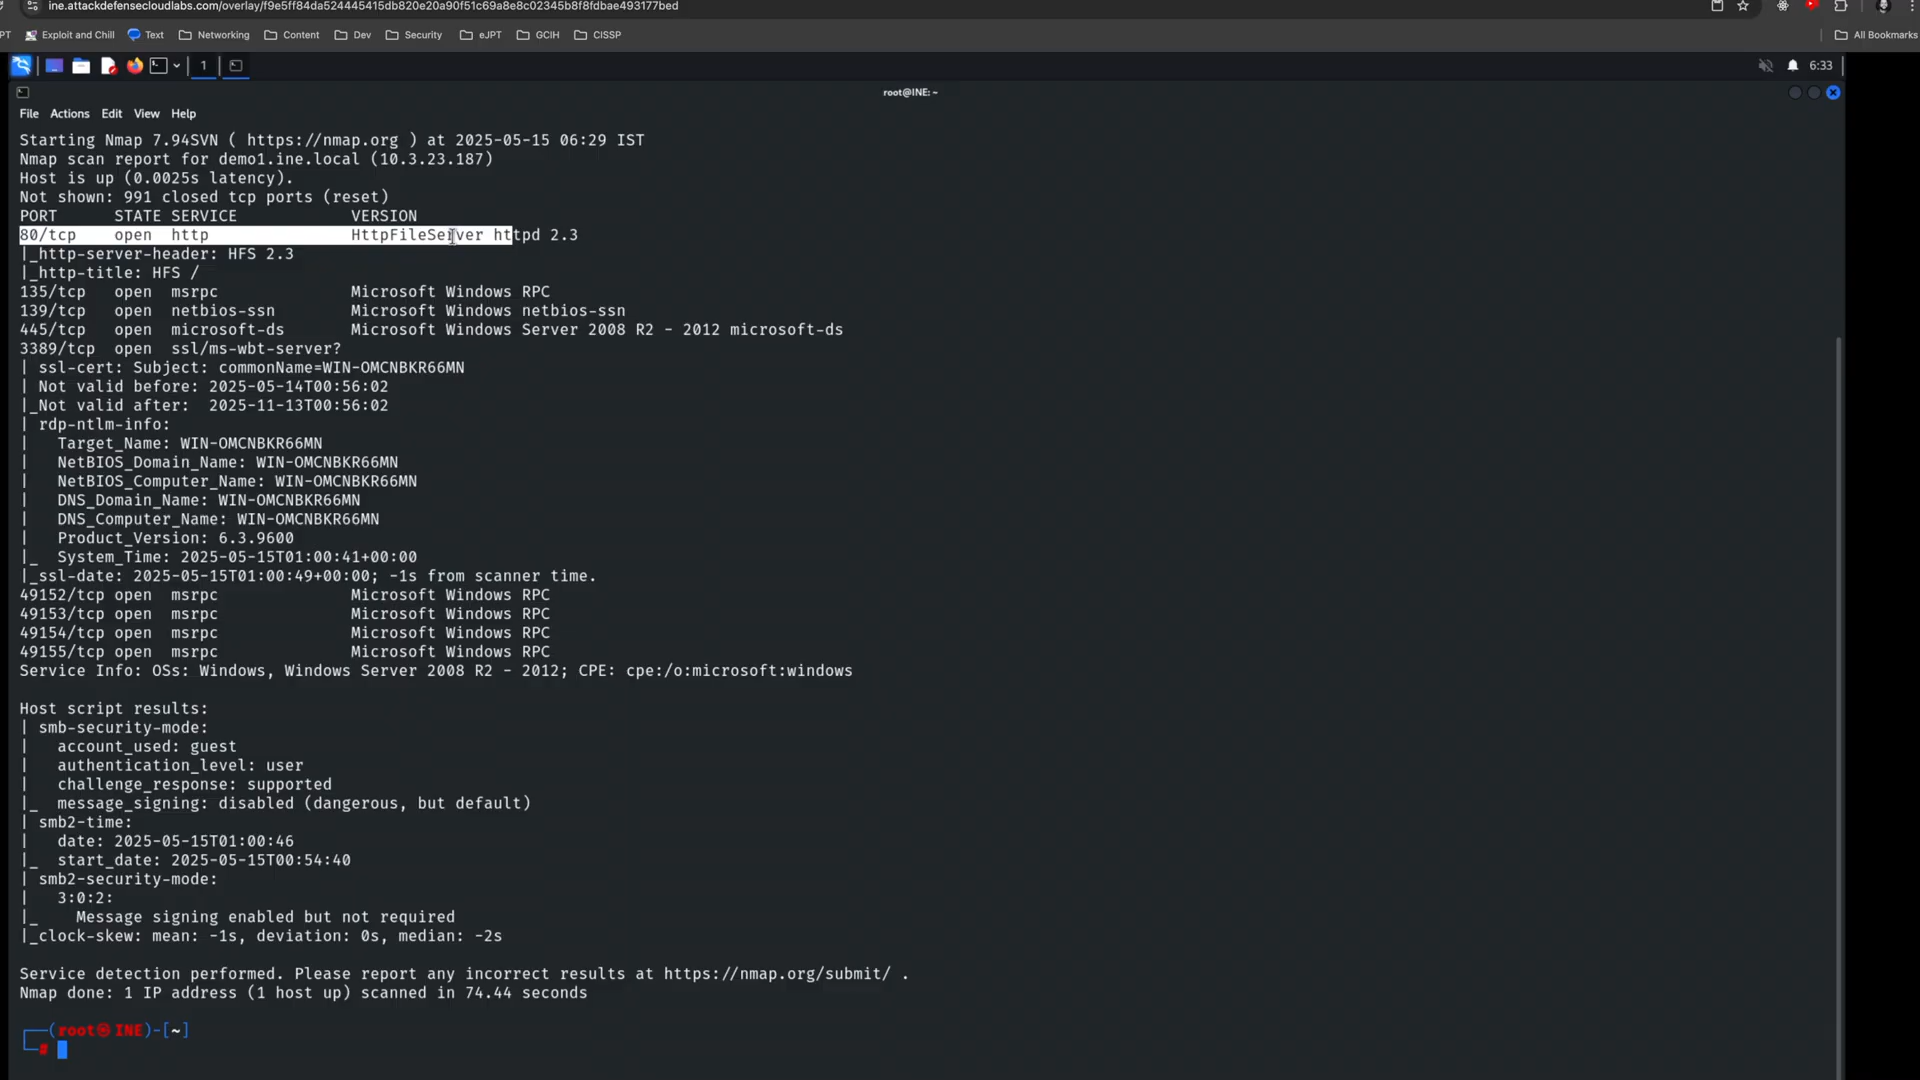 ine.attackdefensecloudlabs.com/overlay/f9e5ff84da524445415db820e20a90f51c69a8e8c02345b8f8fdbae493177bed
PT Exploit and Chill Text Networking Content Dev Security eJPT GCIH CISSP All Bookmarks
1 6:33
root@INE: ~
File Actions Edit View Help
Starting Nmap 7.94SVN ( https://nmap.org ) at 2025-05-15 06:29 IST
Nmap scan report for demo1.ine.local (10.3.23.187)
Host is up (0.0025s latency).
Not shown: 991 closed tcp ports (reset)
PORT STATE SERVICE VERSION
80/tcp open http HttpFileServer httpd 2.3
|_http-server-header: HFS 2.3
|_http-title: HFS /
135/tcp open msrpc Microsoft Windows RPC
139/tcp open netbios-ssn Microsoft Windows netbios-ssn
445/tcp open microsoft-ds Microsoft Windows Server 2008 R2 - 2012 microsoft-ds
3389/tcp open ssl/ms-wbt-server?
| ssl-cert: Subject: commonName=WIN-OMCNBKR66MN
| Not valid before: 2025-05-14T00:56:02
|_Not valid after: 2025-11-13T00:56:02
| rdp-ntlm-info:
| Target_Name: WIN-OMCNBKR66MN
| NetBIOS_Domain_Name: WIN-OMCNBKR66MN
| NetBIOS_Computer_Name: WIN-OMCNBKR66MN
| DNS_Domain_Name: WIN-OMCNBKR66MN
| DNS_Computer_Name: WIN-OMCNBKR66MN
| Product_Version: 6.3.9600
|_ System_Time: 2025-05-15T01:00:41+00:00
|_ssl-date: 2025-05-15T01:00:49+00:00; -1s from scanner time.
49152/tcp open msrpc Microsoft Windows RPC
49153/tcp open msrpc Microsoft Windows RPC
49154/tcp open msrpc Microsoft Windows RPC
49155/tcp open msrpc Microsoft Windows RPC
Service Info: OSs: Windows, Windows Server 2008 R2 - 2012; CPE: cpe:/o:microsoft:windows
Host script results:
| smb-security-mode:
| account_used: guest
| authentication_level: user
| challenge_response: supported
|_ message_signing: disabled (dangerous, but default)
| smb2-time:
| date: 2025-05-15T01:00:46
|_ start_date: 2025-05-15T00:54:40
| smb2-security-mode:
| 3:0:2:
|_ Message signing enabled but not required
|_clock-skew: mean: -1s, deviation: 0s, median: -2s
Service detection performed. Please report any incorrect results at https://nmap.org/submit/ .
Nmap done: 1 IP address (1 host up) scanned in 74.44 seconds
┌──(root㉿INE)-[~]
└─#